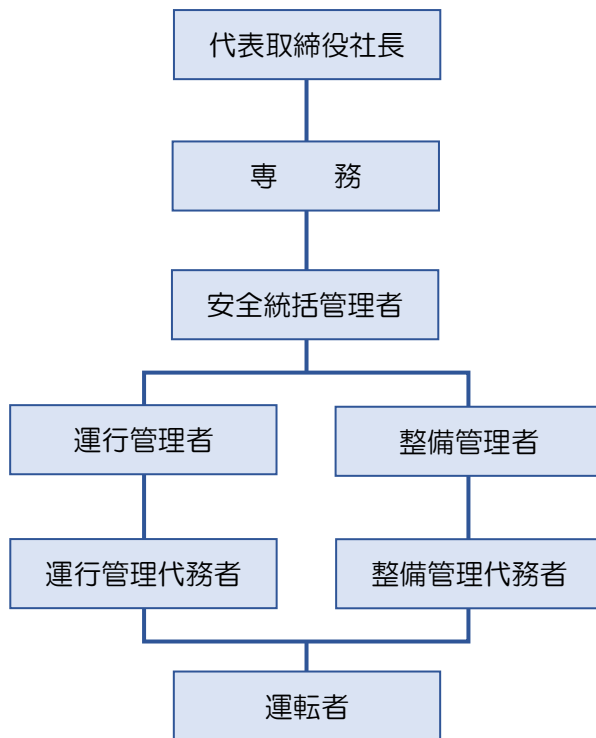 代表取締役社長
専　　務
安全統括管理者
運行管理者
整備管理者
運行管理代務者
整備管理代務者
運転者